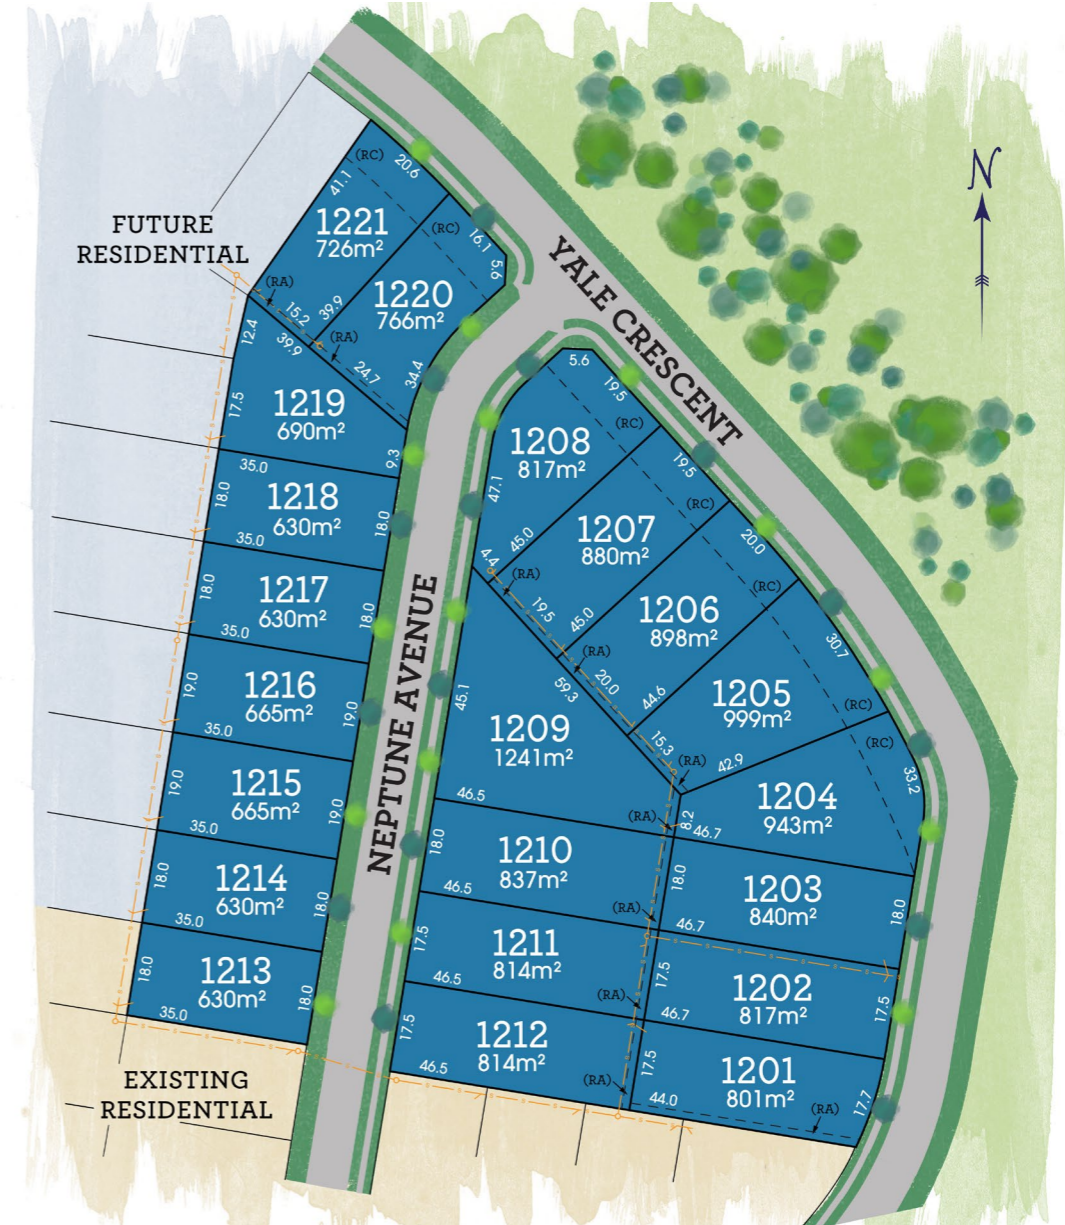 N
YALE CRESCENT
NEPTUNE AVENUE
FUTURE
RESIDENTIAL
EXISTING
RESIDENTIAL
(RC)
20.6
41.1
1221
726m²
(RA)
15.2
39.9
(RC)
16.1
5.6
1220
766m²
(RA)
24.7
34.4
12.4
39.9
17.5
1219
690m²
9.3
35.0
18.0
1218
630m²
18.0
35.0
18.0
1217
630m²
18.0
35.0
19.0
1216
665m²
19.0
35.0
19.0
1215
665m²
19.0
35.0
18.0
1214
630m²
18.0
35.0
18.0
1213
630m²
18.0
35.0
5.6
19.5
(RC)
1208
817m²
47.1
45.0
4.4
(RA)
19.5
(RC)
1207
880m²
19.5
45.0
(RA)
20.0
(RC)
1206
898m²
20.0
44.6
30.7
(RC)
1205
999m²
15.3
(RA)
42.9
(RC)
33.2
1204
943m²
8.2
46.7
59.3
45.1
1209
1241m²
46.5
(RA)
18.0
1210
837m²
46.5
(RA)
18.0
1203
840m²
18.0
46.7
17.5
1211
814m²
46.5
(RA)
17.5
1202
817m²
17.5
46.7
17.5
1212
814m²
46.5
(RA)
17.5
1201
801m²
17.7
44.0
(RA)